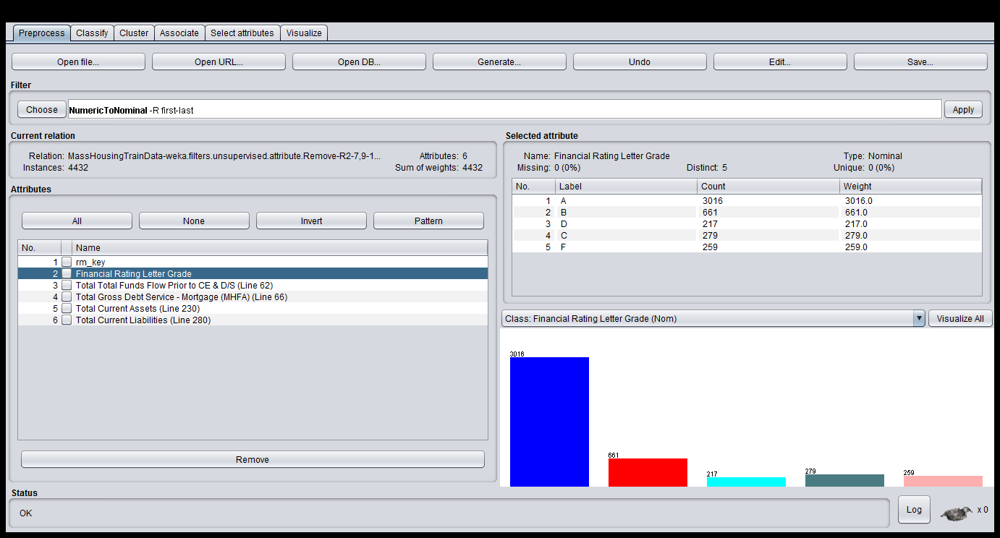 Preprocess Classify Cluster Associate Select attributes Visualize
Open file... Open URL... Open DB... Generate... Undo Edit... Save...
Filter
Choose NumericToNominal -R first-last Apply
Current relation
Relation: MassHousingTrainData-weka.filters.unsupervised.attribute.Remove-R2-7,9-1... Attributes: 6
Instances: 4432 Sum of weights: 4432
Attributes
All None Invert Pattern
No. Name
1 rm_key
2 Financial Rating Letter Grade
3 Total Total Funds Flow Prior to CE & D/S (Line 62)
4 Total Gross Debt Service - Mortgage (MHFA) (Line 66)
5 Total Current Assets (Line 230)
6 Total Current Liabilities (Line 280)
Remove
Selected attribute
Name: Financial Rating Letter Grade Type: Nominal
Missing: 0 (0%) Distinct: 5 Unique: 0 (0%)
No. Label Count Weight
1 A 3016 3016.0
2 B 661 661.0
3 D 217 217.0
4 C 279 279.0
5 F 259 259.0
Class: Financial Rating Letter Grade (Nom) Visualize All
3016
661
217
279
259
Status
OK
Log x 0